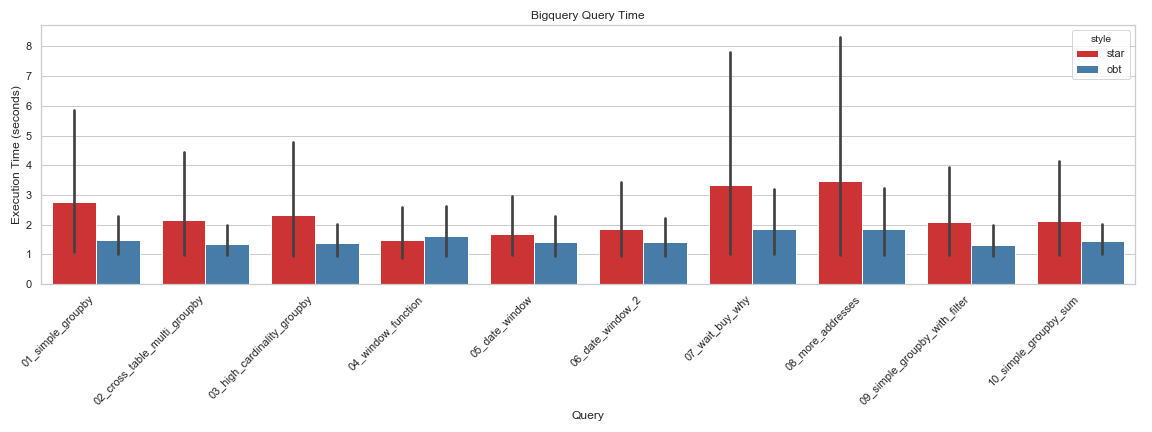 Bigquery Query Time
Execution Time (seconds)
8
7
6
5
4
3
2
1
0
style
star
obt
01_simple_groupby
02_cross_table_multi_groupby
03_high_cardinality_groupby
04_window_function
05_date_window
06_date_window_2
07_wait_buy_why
08_more_addresses
09_simple_groupby_with_filter
10_simple_groupby_sum
Query